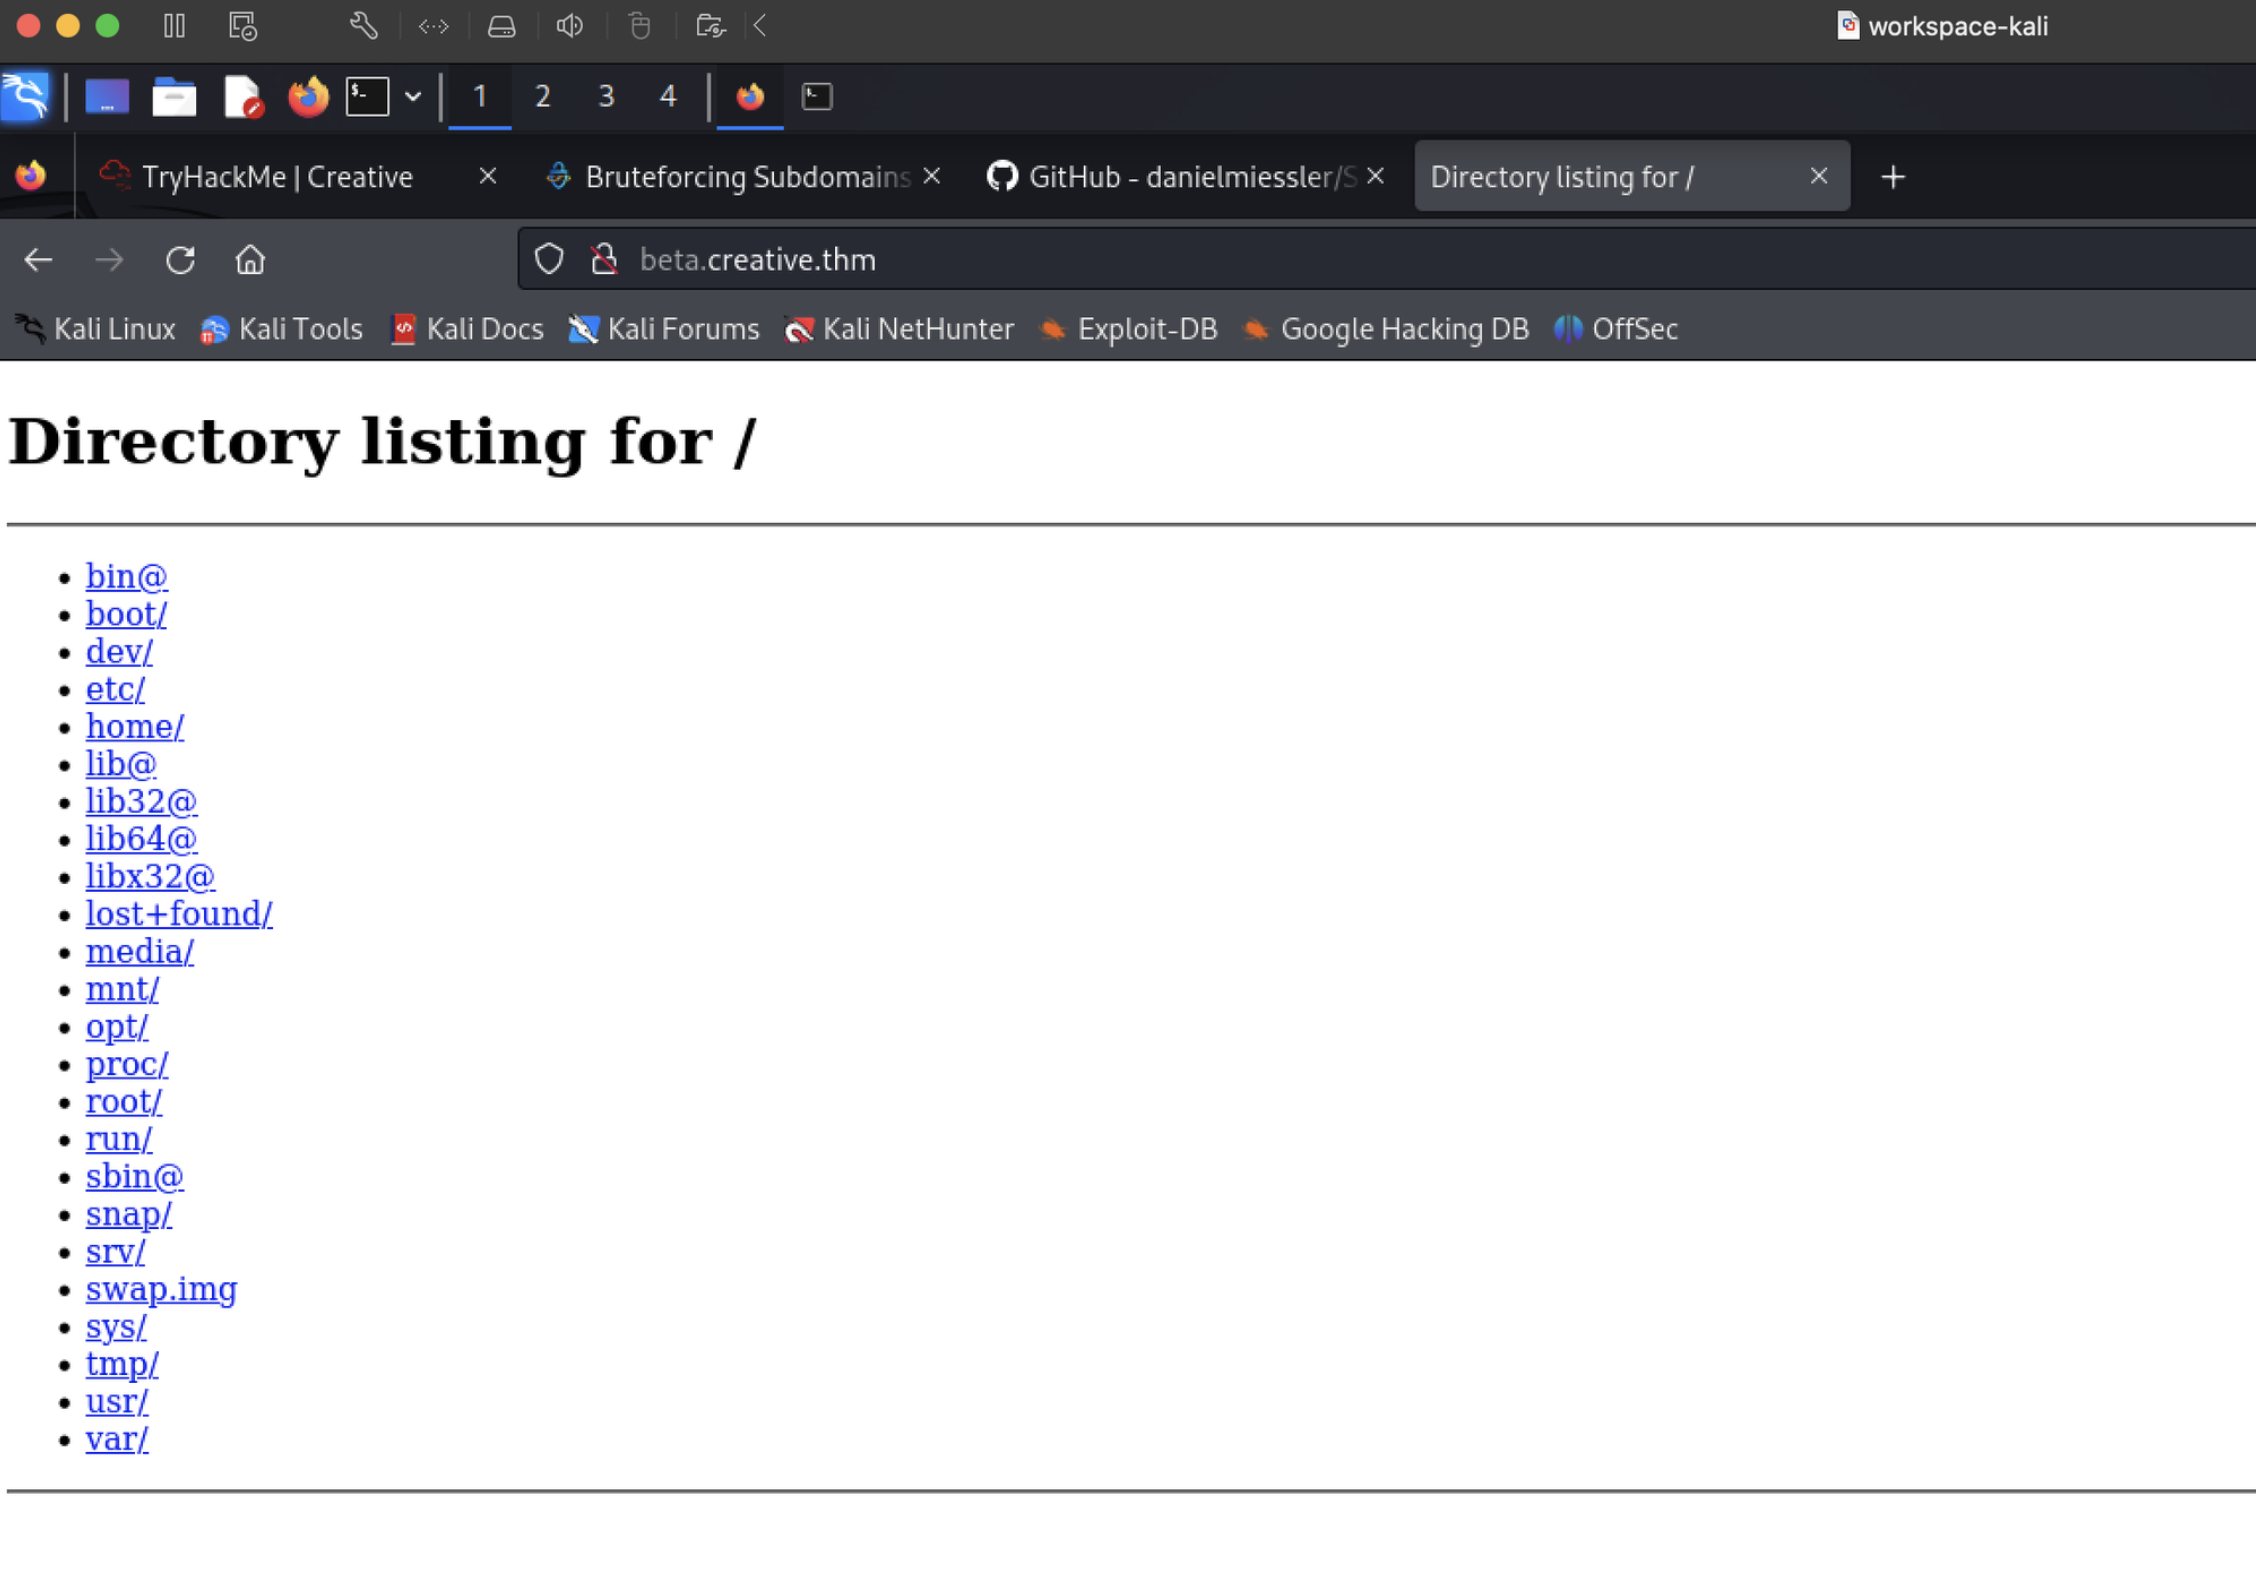 workspace-kali
1 2 3 4
TryHackMe | Creative Bruteforcing Subdomains GitHub - danielmiessler/S Directory listing for /
beta.creative.thm
Kali Linux Kali Tools Kali Docs Kali Forums Kali NetHunter Exploit-DB Google Hacking DB OffSec
Directory listing for /
bin@
boot/
dev/
etc/
home/
lib@
lib32@
lib64@
libx32@
lost+found/
media/
mnt/
opt/
proc/
root/
run/
sbin@
snap/
srv/
swap.img
sys/
tmp/
usr/
var/